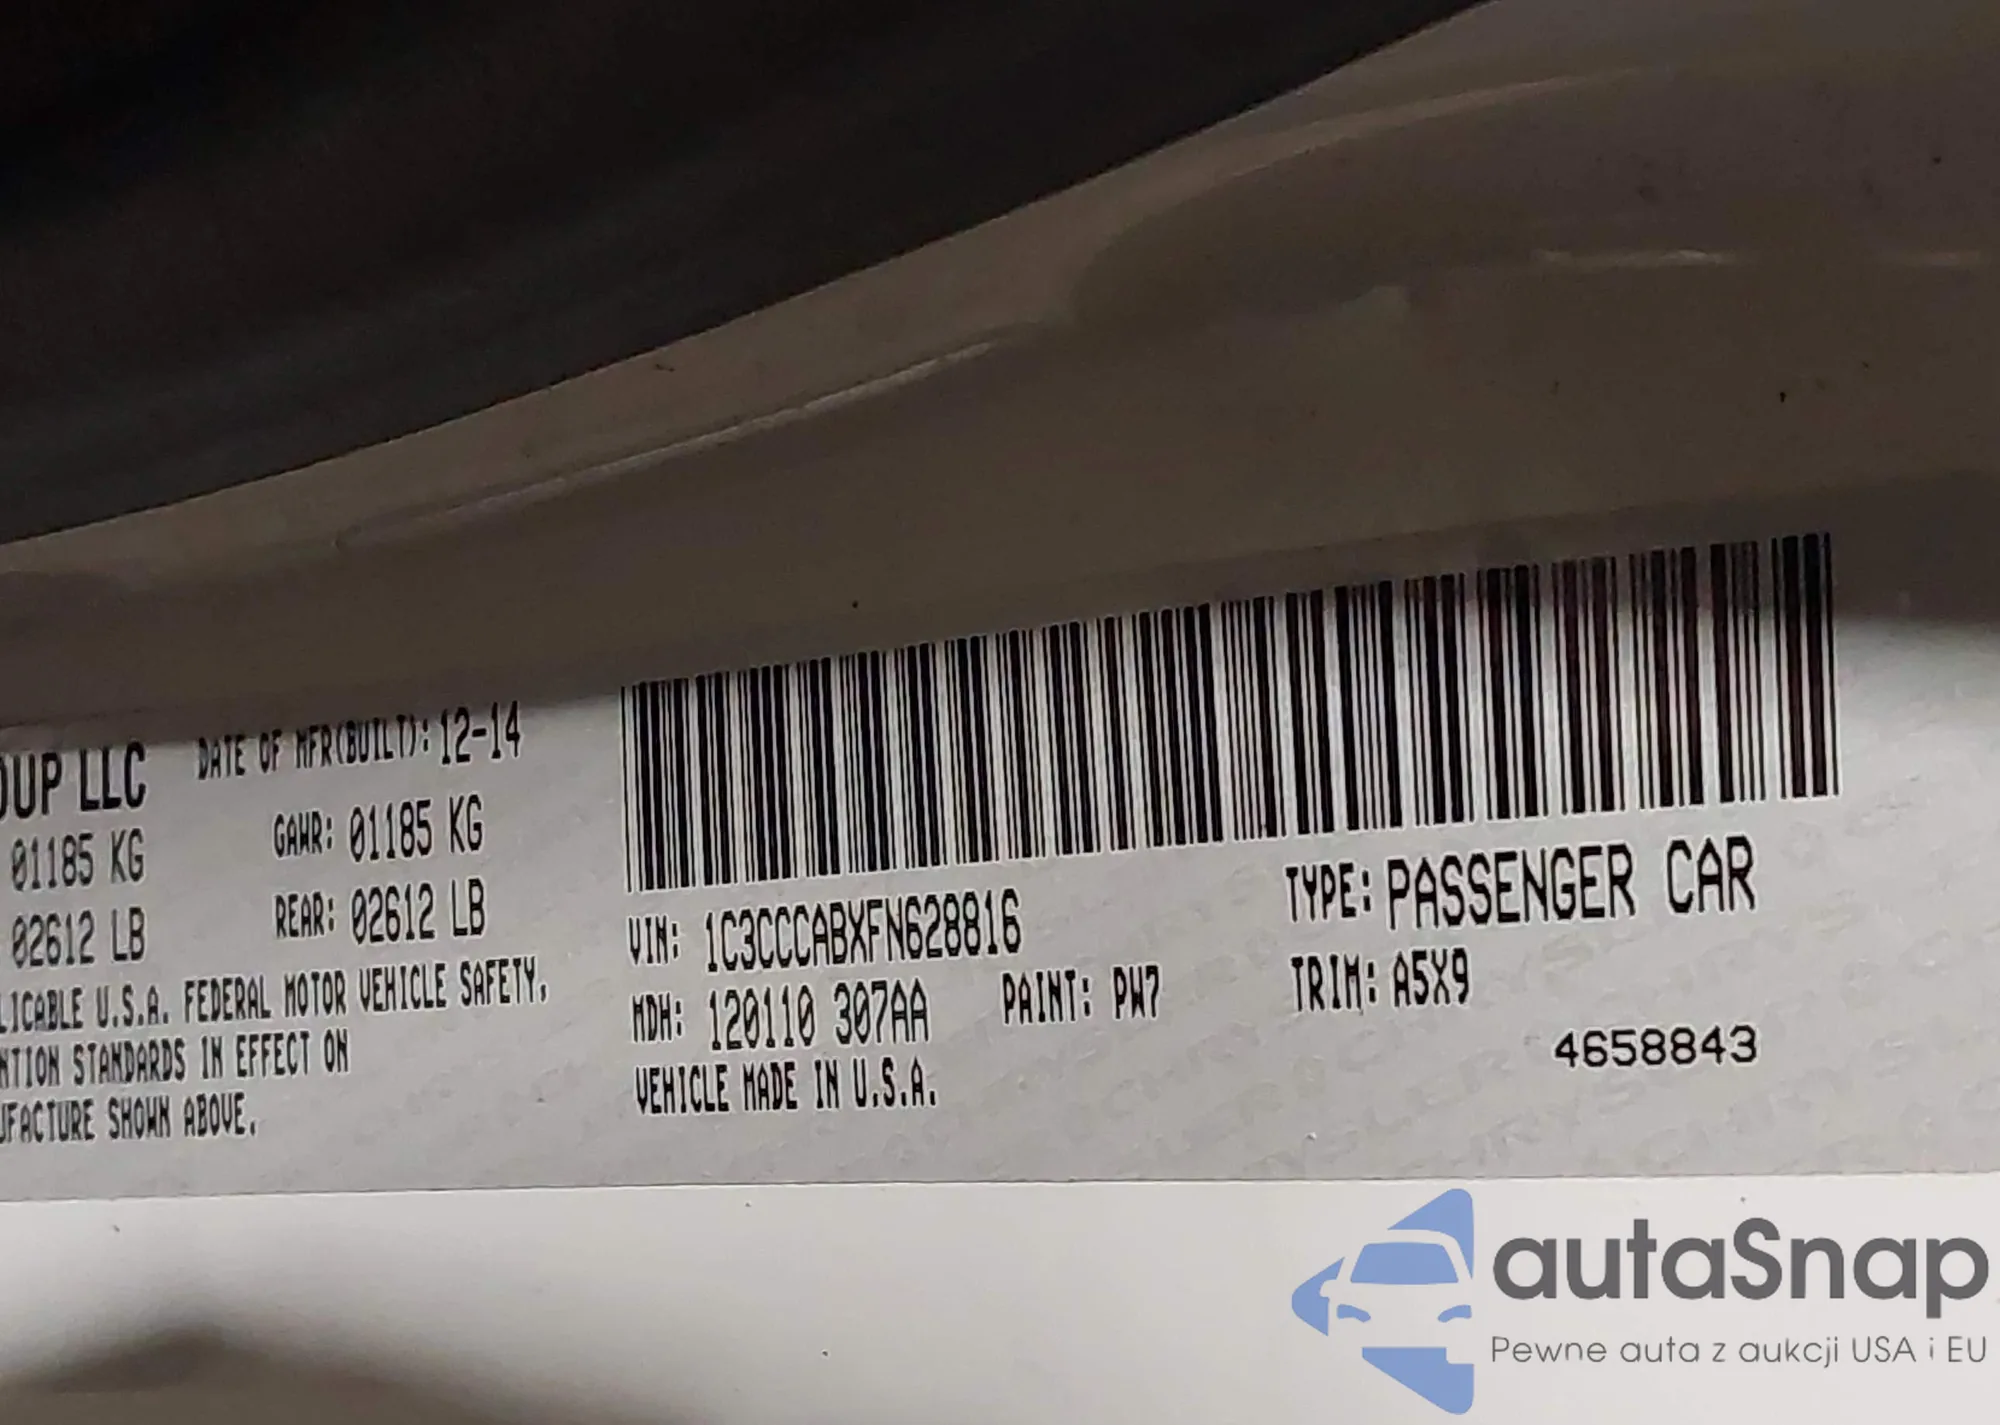 OUP LLC DATE OF MFR(BUILT): 12-14
01185 KG GAWR: 01185 KG
02612 LB REAR: 02612 LB
LICABLE U.S.A. FEDERAL MOTOR VEHICLE SAFETY,
NTION STANDARDS IN EFFECT ON
UFACTURE SHOWN ABOVE.
VIN: 1C3CCCABXFN628816 TYPE: PASSENGER CAR
MDH: 120110 307AA PAINT: PW7 TRIM: A5X9
VEHICLE MADE IN U.S.A. 4658843
autaSnap
Pewne auta z aukcji USA i EU